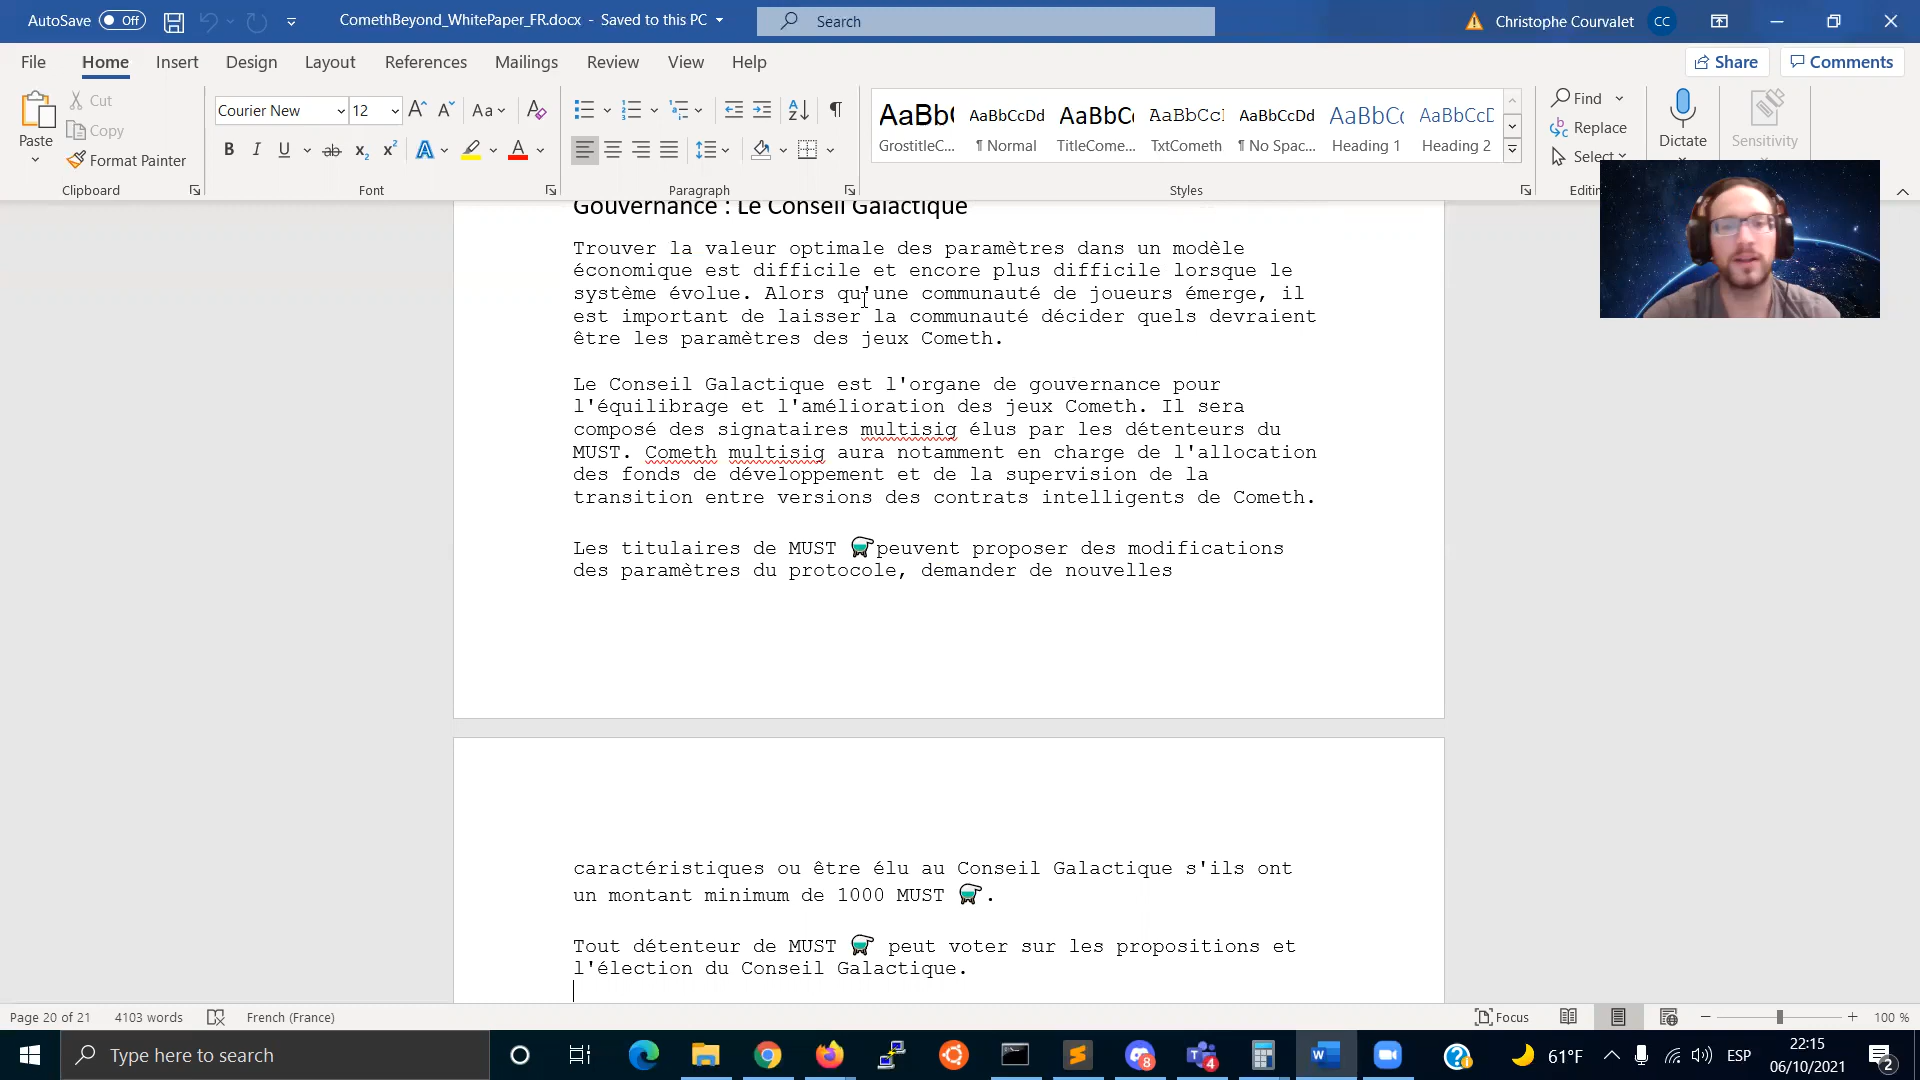 AutoSave Off ComethBeyond_WhitePaper_FR.docx - Saved to this PC Search Christophe Courvalet CC
File Home Insert Design Layout References Mailings Review View Help Share Comments
Paste Cut Copy Format Painter Clipboard
Courier New 12 Aa Font
Paragraph
AaBb( AaBbCcDd AaBbC( AaBbCcI AaBbCcDd AaBbC( AaBbCcD
GrostitleC... ¶ Normal TitleCome... TxtCometh ¶ No Spac... Heading 1 Heading 2
Styles
Find Replace Select
Dictate Sensitivity
Gouvernance : Le Conseil Galactique
Trouver la valeur optimale des paramètres dans un modèle
économique est difficile et encore plus difficile lorsque le
système évolue. Alors qu'une communauté de joueurs émerge, il
est important de laisser la communauté décider quels devraient
être les paramètres des jeux Cometh.
Le Conseil Galactique est l'organe de gouvernance pour
l'équilibrage et l'amélioration des jeux Cometh. Il sera
composé des signataires multisig élus par les détenteurs du
MUST. Cometh multisig aura notamment en charge de l'allocation
des fonds de développement et de la supervision de la
transition entre versions des contrats intelligents de Cometh.
Les titulaires de MUST peuvent proposer des modifications
des paramètres du protocole, demander de nouvelles
caractéristiques ou être élu au Conseil Galactique s'ils ont
un montant minimum de 1000 MUST .
Tout détenteur de MUST peut voter sur les propositions et
l'élection du Conseil Galactique.
Page 20 of 21 4103 words French (France) Focus 100 %
Type here to search 8 4 61°F ESP 22:15
06/10/2021 2